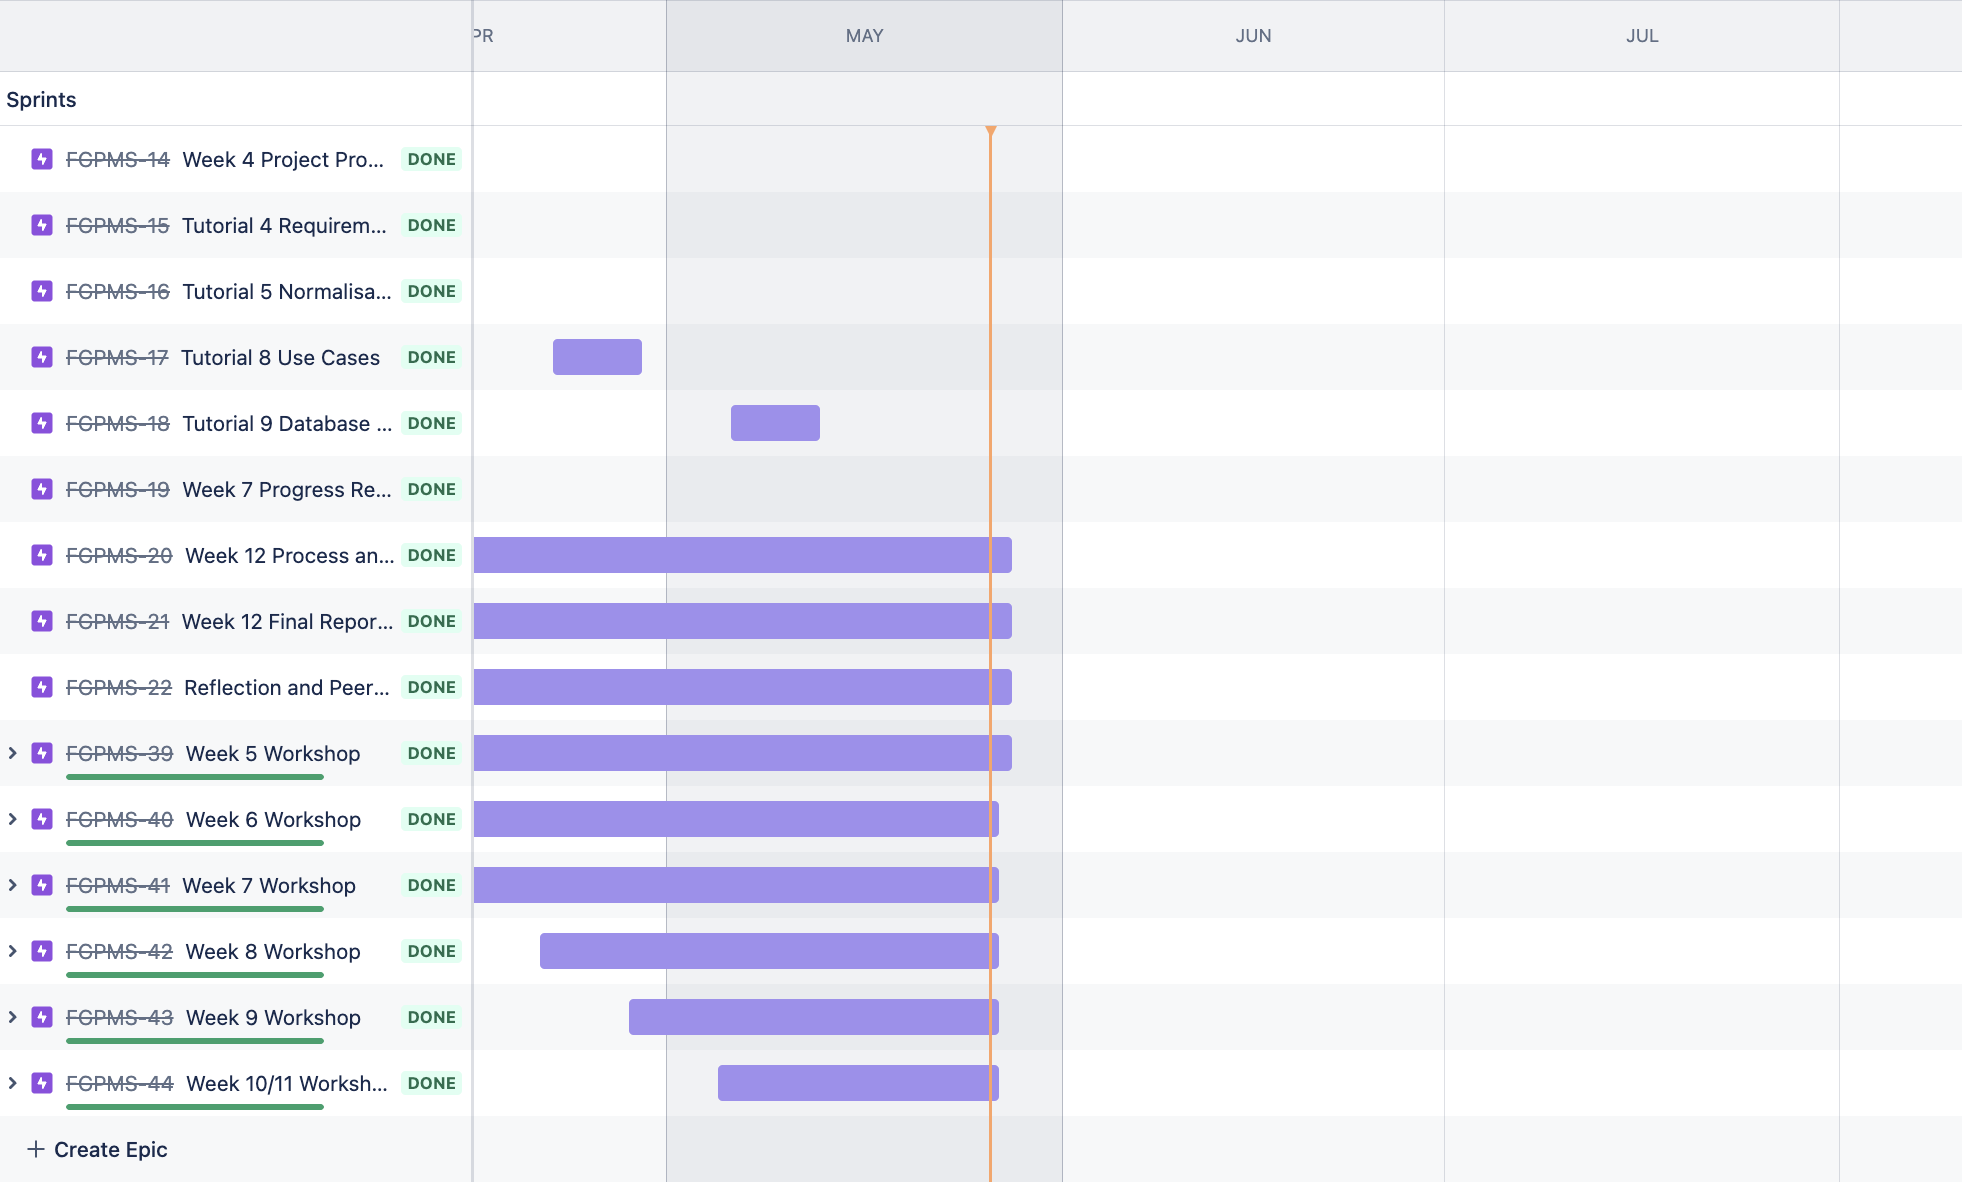 PR MAY JUN JUL
Sprints
FGPMS-14 Week 4 Project Pro... DONE
FGPMS-15 Tutorial 4 Requirem... DONE
FGPMS-16 Tutorial 5 Normalisa... DONE
FGPMS-17 Tutorial 8 Use Cases DONE
FGPMS-18 Tutorial 9 Database ... DONE
FGPMS-19 Week 7 Progress Re... DONE
FGPMS-20 Week 12 Process an... DONE
FGPMS-21 Week 12 Final Repor... DONE
FGPMS-22 Reflection and Peer... DONE
FGPMS-39 Week 5 Workshop DONE
FGPMS-40 Week 6 Workshop DONE
FGPMS-41 Week 7 Workshop DONE
FGPMS-42 Week 8 Workshop DONE
FGPMS-43 Week 9 Workshop DONE
FGPMS-44 Week 10/11 Worksh... DONE
+ Create Epic